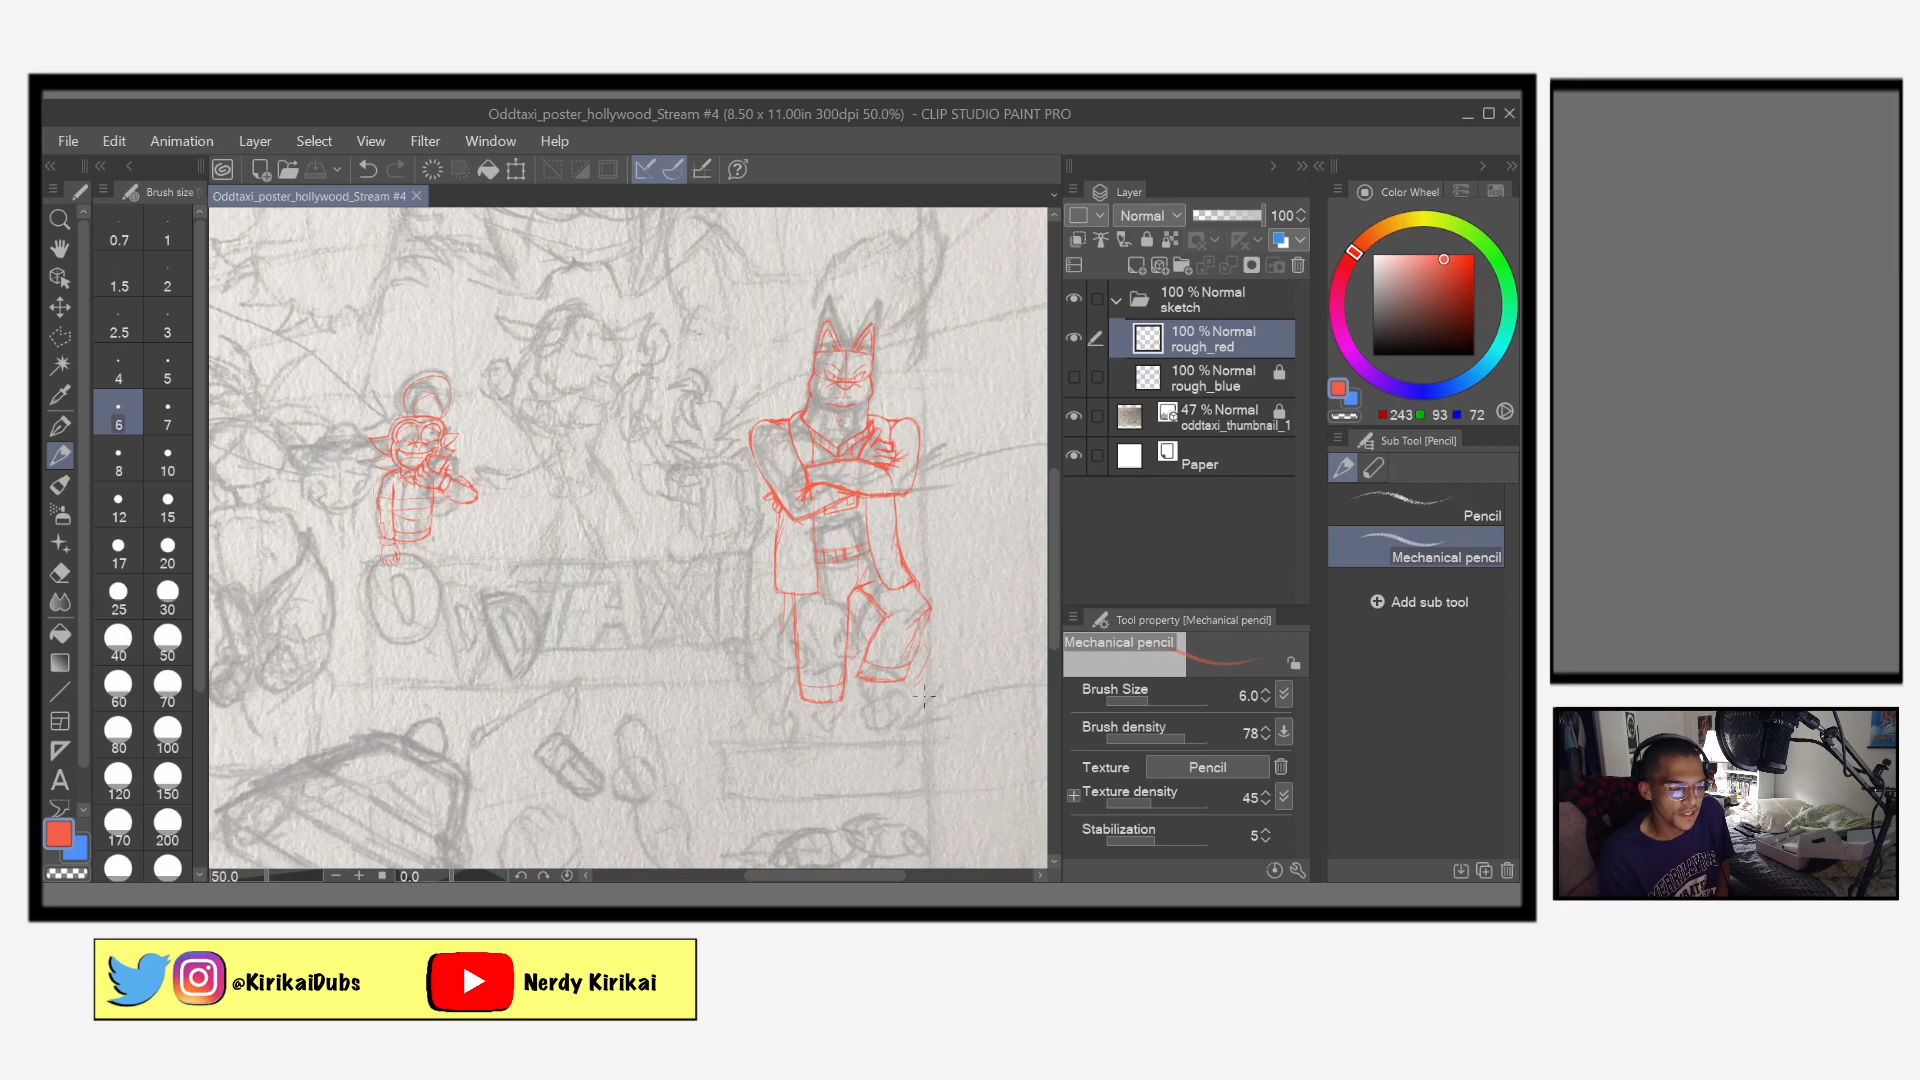 Oddtaxi_poster_hollywood_Stream #4 (8.50 x 11.00in 300dpi 50.0%) - CLIP STUDIO PAINT PRO
File Edit Animation Layer Select View Filter Window Help
Brush size
Oddtaxi_poster_hollywood_Stream #4
0.7 1
1.5 2
2.5 3
4 5
6 7
8 10
12 15
17 20
25 30
40 50
60 70
80 100
120 150
170 200
ODDTAXI
50.0 0.0
Layer
Normal 100
100 % Normal
sketch
100 % Normal
rough_red
100 % Normal
rough_blue
47 % Normal
oddtaxi_thumbnail_1
Paper
Tool property [Mechanical pencil]
Mechanical pencil
Brush Size 6.0
Brush density 78
Texture Pencil
Texture density 45
Stabilization 5
Color Wheel
243 93 72
Sub Tool [Pencil]
Pencil
Mechanical pencil
Add sub tool
@KirikaiDubs
Nerdy Kirikai